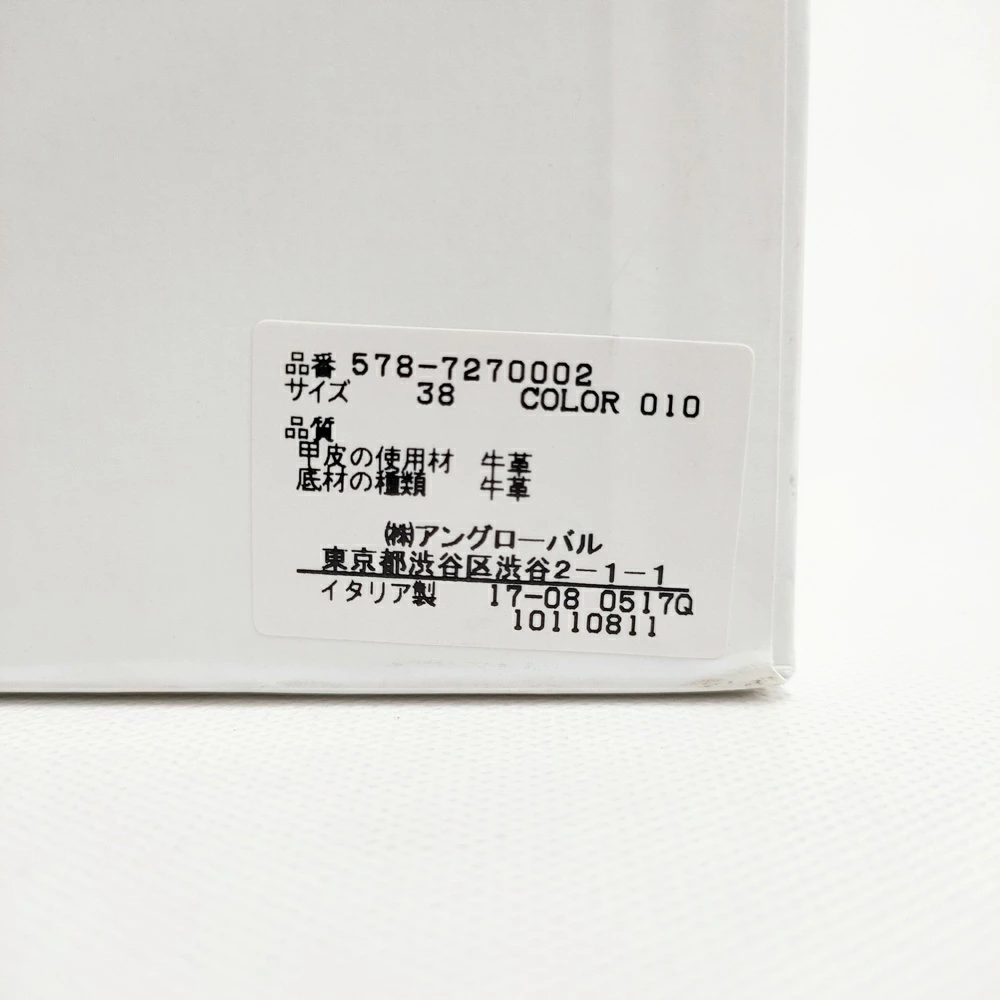 品番 578-7270002
サイズ 38 COLOR 010
品質
甲皮の使用材 牛革
底材の種類 牛革
㈱アングローバル
東京都渋谷区渋谷2-1-1
イタリア製 17-08 0517Q
10110811